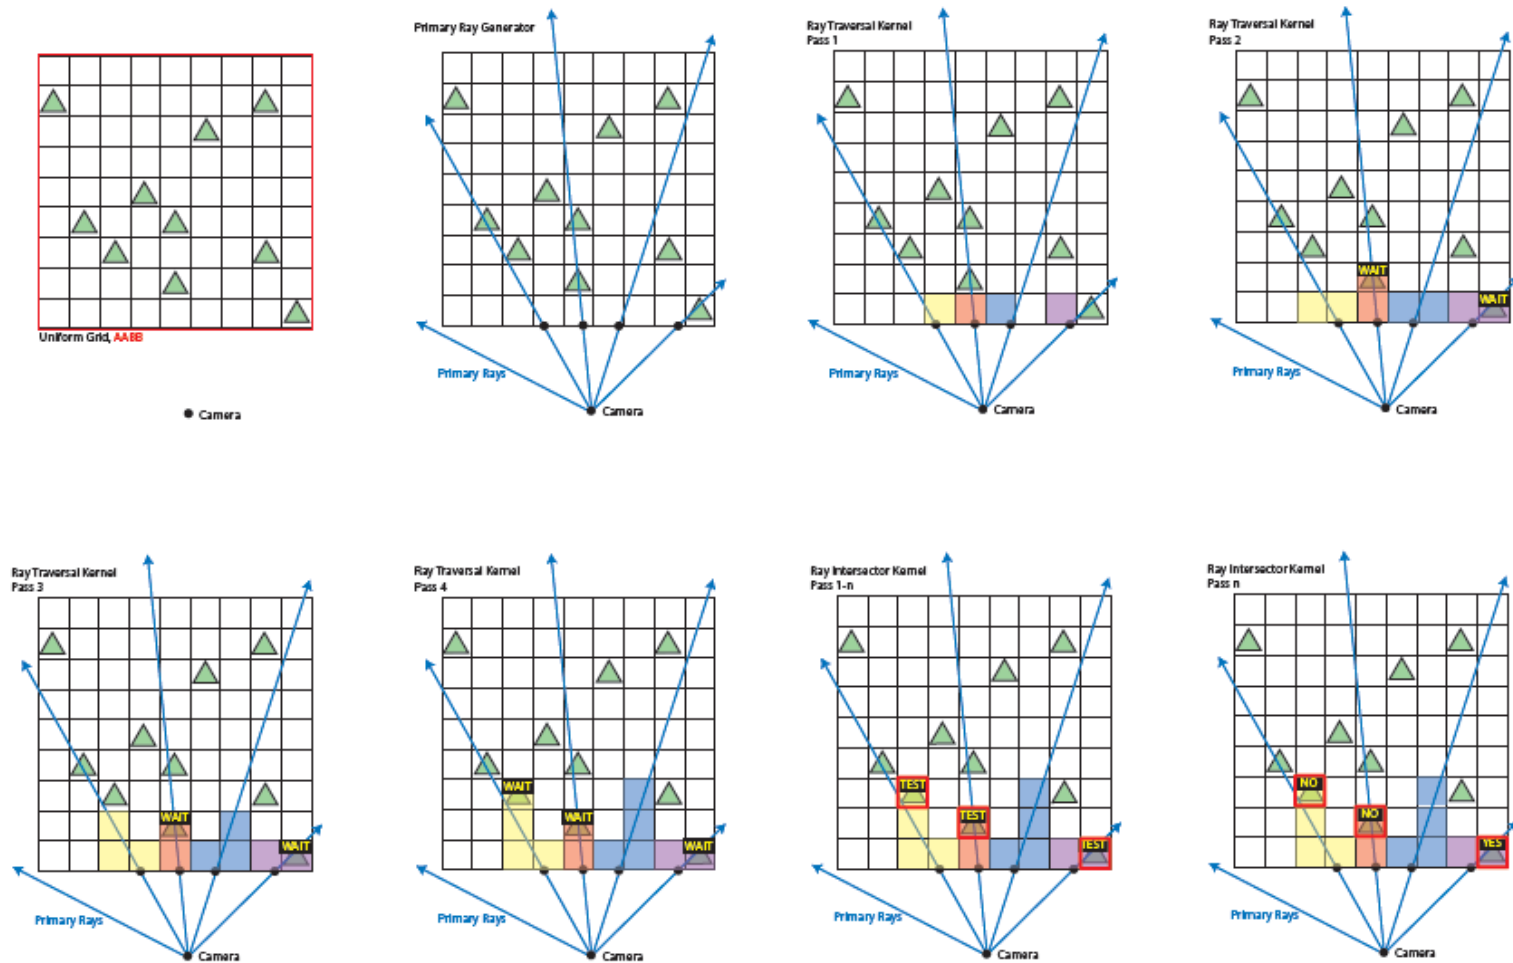 Uniform Grid, AABB
Camera
Primary Ray Generator
Primary Rays
Camera
Ray Traversal Kernel
Pass 1
Primary Rays
Camera
Ray Traversal Kernel
Pass 2
WAIT
WAIT
Primary Rays
Camera
Ray Traversal Kernel
Pass 3
WAIT
WAIT
Primary Rays
Camera
Ray Traversal Kernel
Pass 4
WAIT
WAIT
WAIT
Primary Rays
Camera
Ray Intersector Kernel
Pass 1-n
TEST
TEST
TEST
Primary Rays
Camera
Ray Intersector Kernel
Pass n
NO
NO
YES
Primary Rays
Camera